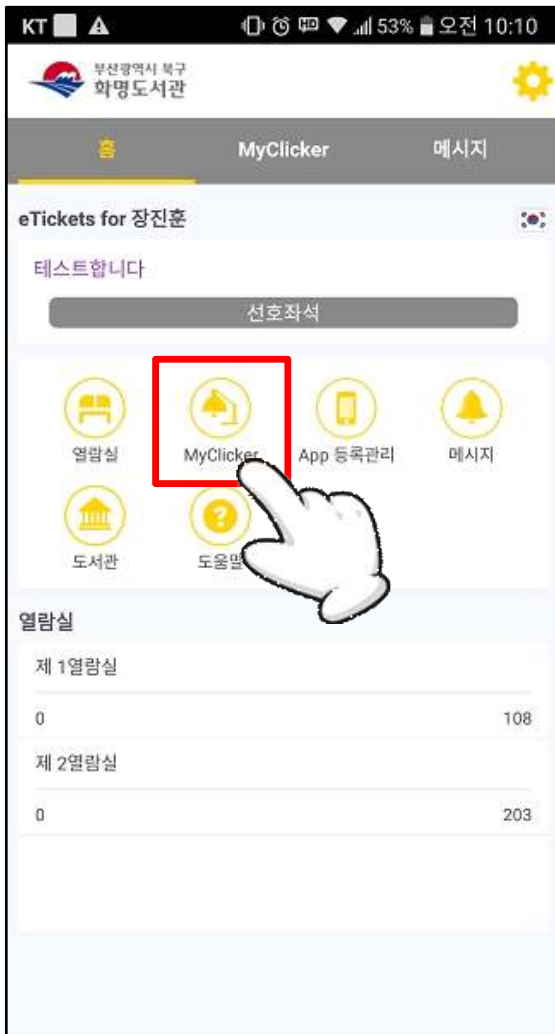 KT 53% 오전 10:10
부산광역시 북구
화명도서관
홈 MyClicker 메시지
eTickets for 장진훈
테스트합니다
선호좌석
열람실 MyClicker App 등록관리 메시지
도서관 도움말
열람실
제 1열람실
0 108
제 2열람실
0 203